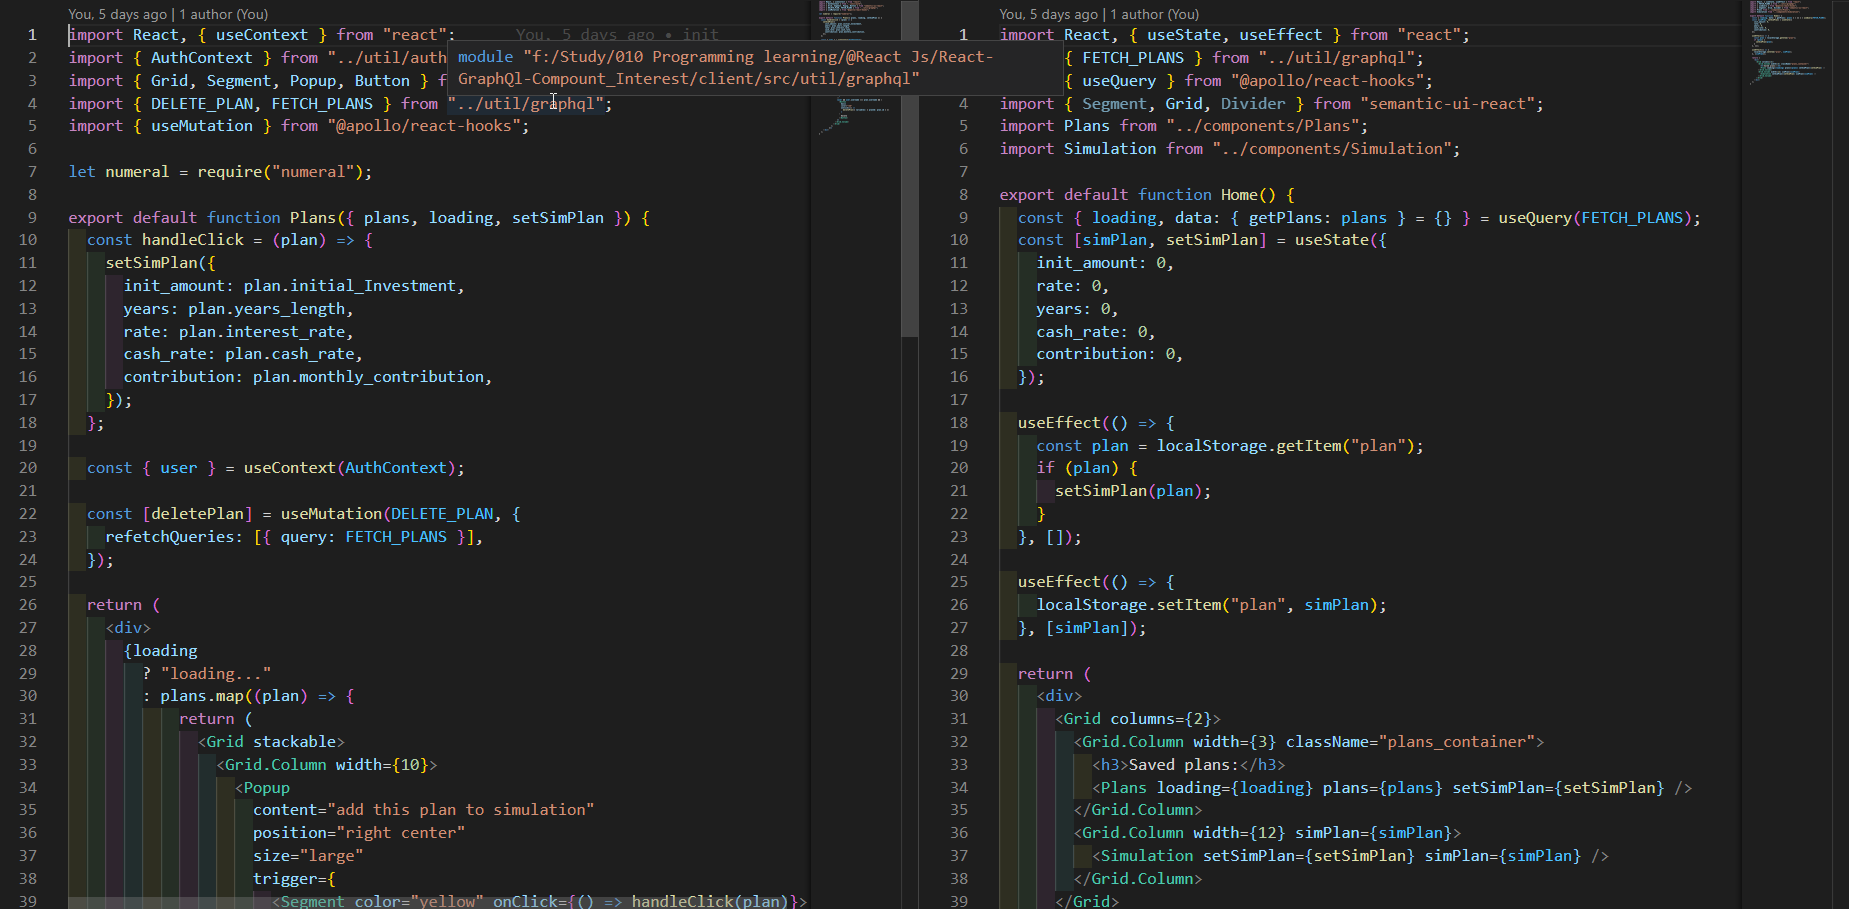 You, 5 days ago | 1 author (You)
1 import React, { useContext } from "react"; You, 5 days ago • init
2 import { AuthContext } from "../util/auth
3 import { Grid, Segment, Popup, Button } f
module "f:/Study/010 Programming learning/@React Js/React-
GraphQl-Compount_Interest/client/src/util/graphql"
4 import { DELETE_PLAN, FETCH_PLANS } from "../util/graphql";
5 import { useMutation } from "@apollo/react-hooks";
6
7 let numeral = require("numeral");
8
9 export default function Plans({ plans, loading, setSimPlan }) {
10 const handleClick = (plan) => {
11 setSimPlan({
12 init_amount: plan.initial_Investment,
13 years: plan.years_length,
14 rate: plan.interest_rate,
15 cash_rate: plan.cash_rate,
16 contribution: plan.monthly_contribution,
17 });
18 };
19
20 const { user } = useContext(AuthContext);
21
22 const [deletePlan] = useMutation(DELETE_PLAN, {
23 refetchQueries: [{ query: FETCH_PLANS }],
24 });
25
26 return (
27 <div>
28 {loading
29 ? "loading..."
30 : plans.map((plan) => {
31 return (
32 <Grid stackable>
33 <Grid.Column width={10}>
34 <Popup
35 content="add this plan to simulation"
36 position="right center"
37 size="large"
38 trigger={
39 <Segment color="yellow" onClick={() => handleClick(plan)}>
You, 5 days ago | 1 author (You)
1 import React, { useState, useEffect } from "react";
{ FETCH_PLANS } from "../util/graphql";
{ useQuery } from "@apollo/react-hooks";
4 import { Segment, Grid, Divider } from "semantic-ui-react";
5 import Plans from "../components/Plans";
6 import Simulation from "../components/Simulation";
7
8 export default function Home() {
9 const { loading, data: { getPlans: plans } = {} } = useQuery(FETCH_PLANS);
10 const [simPlan, setSimPlan] = useState({
11 init_amount: 0,
12 rate: 0,
13 years: 0,
14 cash_rate: 0,
15 contribution: 0,
16 });
17
18 useEffect(() => {
19 const plan = localStorage.getItem("plan");
20 if (plan) {
21 setSimPlan(plan);
22 }
23 }, []);
24
25 useEffect(() => {
26 localStorage.setItem("plan", simPlan);
27 }, [simPlan]);
28
29 return (
30 <div>
31 <Grid columns={2}>
32 <Grid.Column width={3} className="plans_container">
33 <h3>Saved plans:</h3>
34 <Plans loading={loading} plans={plans} setSimPlan={setSimPlan} />
35 </Grid.Column>
36 <Grid.Column width={12} simPlan={simPlan}>
37 <Simulation setSimPlan={setSimPlan} simPlan={simPlan} />
38 </Grid.Column>
39 </Grid>